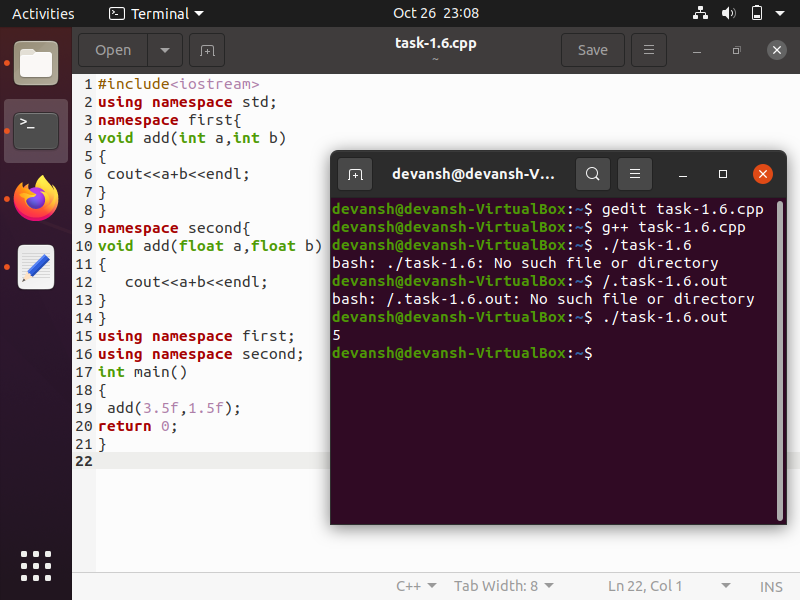 Activities Terminal Oct 26 23:08
Open task-1.6.cpp Save
~
1 #include<iostream>
2 using namespace std;
3 namespace first{
4 void add(int a,int b)
5 {
6 cout<<a+b<<endl;
7 }
8 }
9 namespace second{
10 void add(float a,float b)
11 {
12 cout<<a+b<<endl;
13 }
14 }
15 using namespace first;
16 using namespace second;
17 int main()
18 {
19 add(3.5f,1.5f);
20 return 0;
21 }
22
devansh@devansh-V...
devansh@devansh-VirtualBox:~$ gedit task-1.6.cpp
devansh@devansh-VirtualBox:~$ g++ task-1.6.cpp
devansh@devansh-VirtualBox:~$ ./task-1.6
bash: ./task-1.6: No such file or directory
devansh@devansh-VirtualBox:~$ /.task-1.6.out
bash: /.task-1.6.out: No such file or directory
devansh@devansh-VirtualBox:~$ ./task-1.6.out
5
devansh@devansh-VirtualBox:~$
C++ Tab Width: 8 Ln 22, Col 1 INS